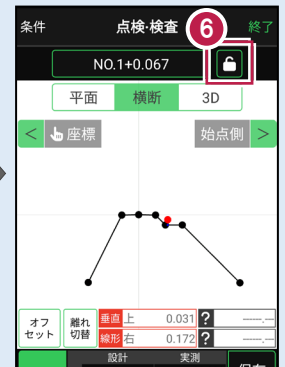 条件 点検・検査 6 終了
NO.1+0.067
平面 横断 3D
< 座標 始点側 >
オフセット 離れ切替 垂直 上 0.031 ? -----.---
線形 右 0.172 ? -----.---
設計 実測
保存